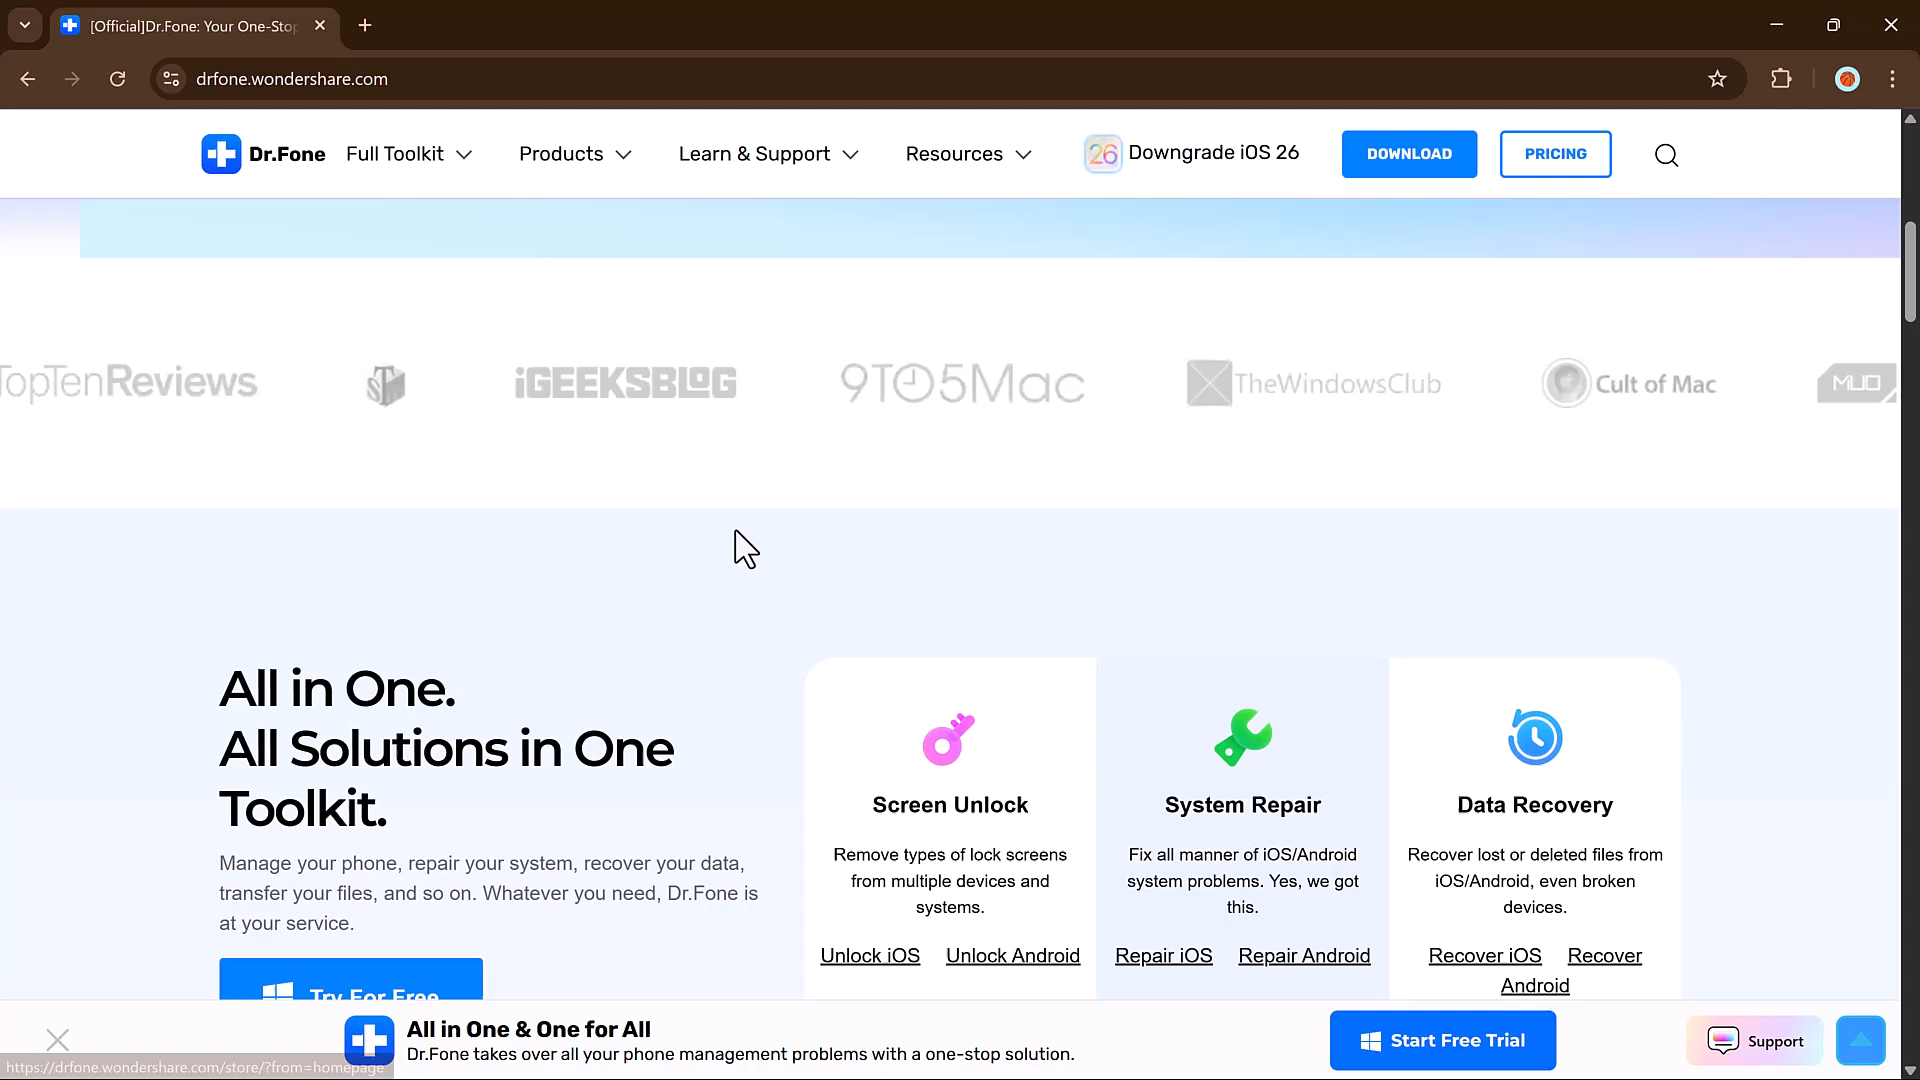 [Official]Dr.Fone: Your One-Stop
drfone.wondershare.com
Dr.Fone
Full Toolkit
Products
Learn & Support
Resources
26
Downgrade iOS 26
DOWNLOAD
PRICING
TopTenReviews
ST
iGEEKSBLOG
9TO5Mac
TheWindowsClub
Cult of Mac
MUO
All in One.
All Solutions in One
Toolkit.
Manage your phone, repair your system, recover your data,
transfer your files, and so on. Whatever you need, Dr.Fone is
at your service.
Try For Free
Screen Unlock
Remove types of lock screens
from multiple devices and
systems.
Unlock iOS Unlock Android
System Repair
Fix all manner of iOS/Android
system problems. Yes, we got
this.
Repair iOS Repair Android
Data Recovery
Recover lost or deleted files from
iOS/Android, even broken
devices.
Recover iOS Recover
Android
All in One & One for All
Dr.Fone takes over all your phone management problems with a one-stop solution.
Start Free Trial
Support
https://drfone.wondershare.com/store/?from=homepage